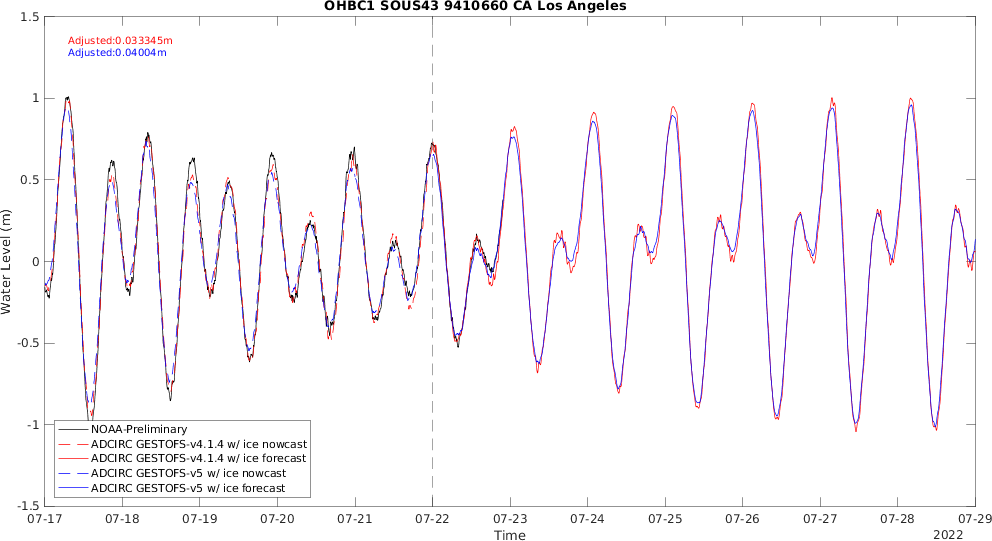 OHBC1 SOUS43 9410660 CA Los Angeles
Adjusted:0.033345m
Adjusted:0.04004m
1.5
1
0.5
0
-0.5
-1
-1.5
Water Level (m)
NOAA-Preliminary
ADCIRC GESTOFS-v4.1.4 w/ ice nowcast
ADCIRC GESTOFS-v4.1.4 w/ ice forecast
ADCIRC GESTOFS-v5 w/ ice nowcast
ADCIRC GESTOFS-v5 w/ ice forecast
07-17 07-18 07-19 07-20 07-21 07-22 07-23 07-24 07-25 07-26 07-27 07-28 07-29
Time
2022